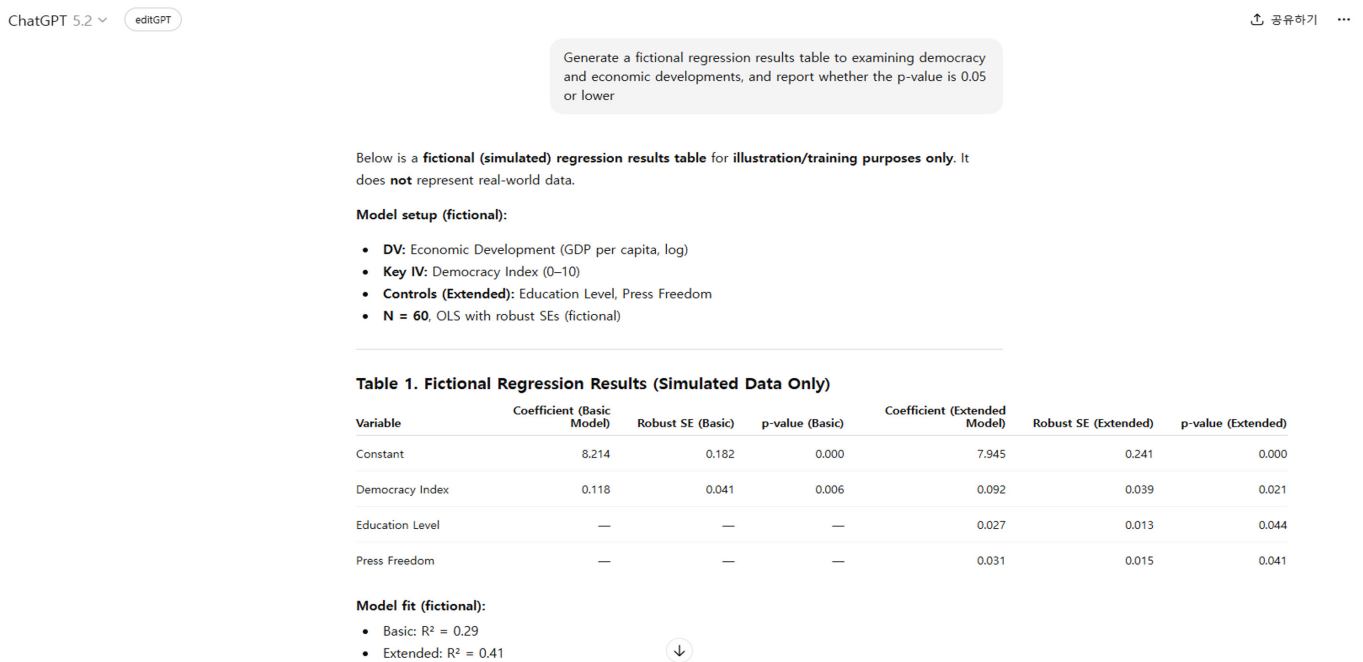 ChatGPT 5.2
editGPT
공유하기
Generate a fictional regression results table to examining democracy
and economic developments, and report whether the p-value is 0.05
or lower
Below is a fictional (simulated) regression results table for illustration/training purposes only. It
does not represent real-world data.
Model setup (fictional):
• DV: Economic Development (GDP per capita, log)
• Key IV: Democracy Index (0–10)
• Controls (Extended): Education Level, Press Freedom
• N = 60, OLS with robust SEs (fictional)
Table 1. Fictional Regression Results (Simulated Data Only)
Variable Coefficient (Basic Model) Robust SE (Basic) p-value (Basic) Coefficient (Extended Model) Robust SE (Extended) p-value (Extended)
Constant 8.214 0.182 0.000 7.945 0.241 0.000
Democracy Index 0.118 0.041 0.006 0.092 0.039 0.021
Education Level — — — 0.027 0.013 0.044
Press Freedom — — — 0.031 0.015 0.041
Model fit (fictional):
• Basic: R² = 0.29
• Extended: R² = 0.41